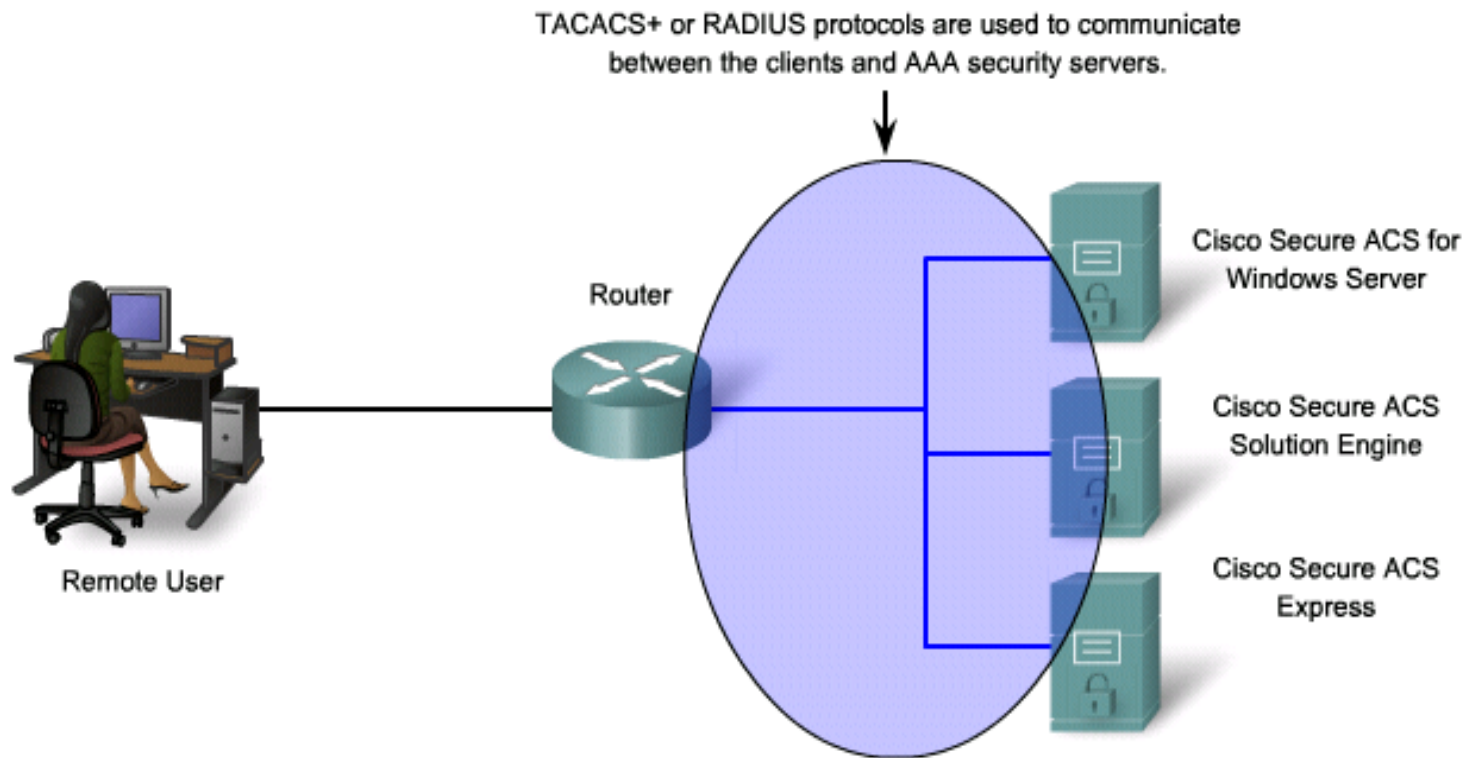 TACACS+ or RADIUS protocols are used to communicate
between the clients and AAA security servers.
Router
Remote User
Cisco Secure ACS for
Windows Server
Cisco Secure ACS
Solution Engine
Cisco Secure ACS
Express